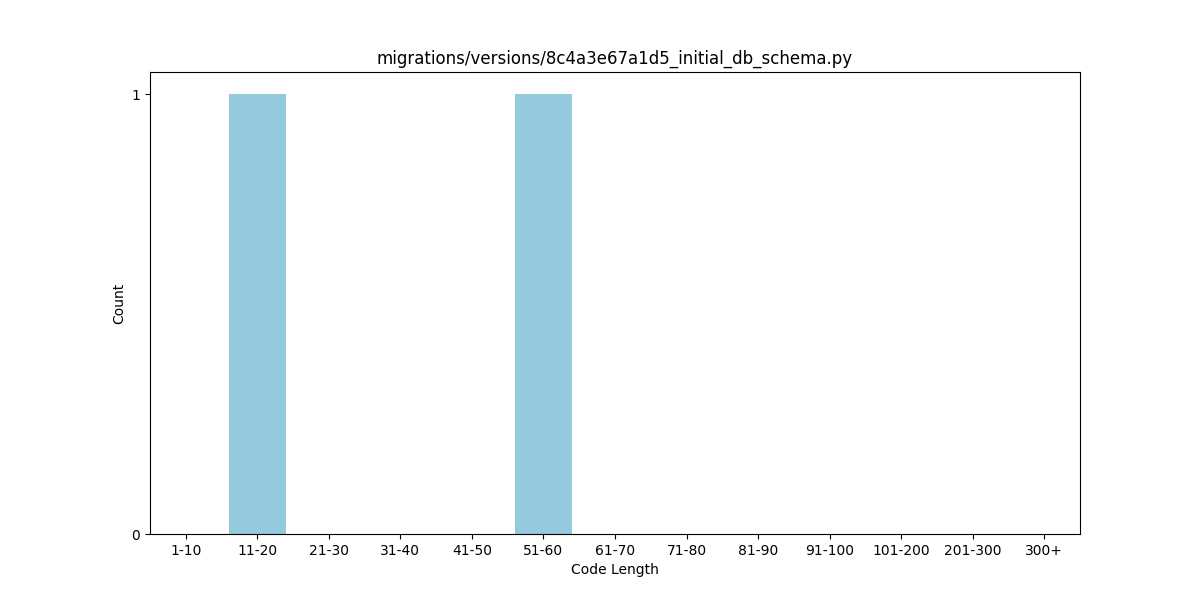 migrations/versions/8c4a3e67a1d5_initial_db_schema.py
1
Count
0
1-10 11-20 21-30 31-40 41-50 51-60 61-70 71-80 81-90 91-100 101-200 201-300 300+
Code Length